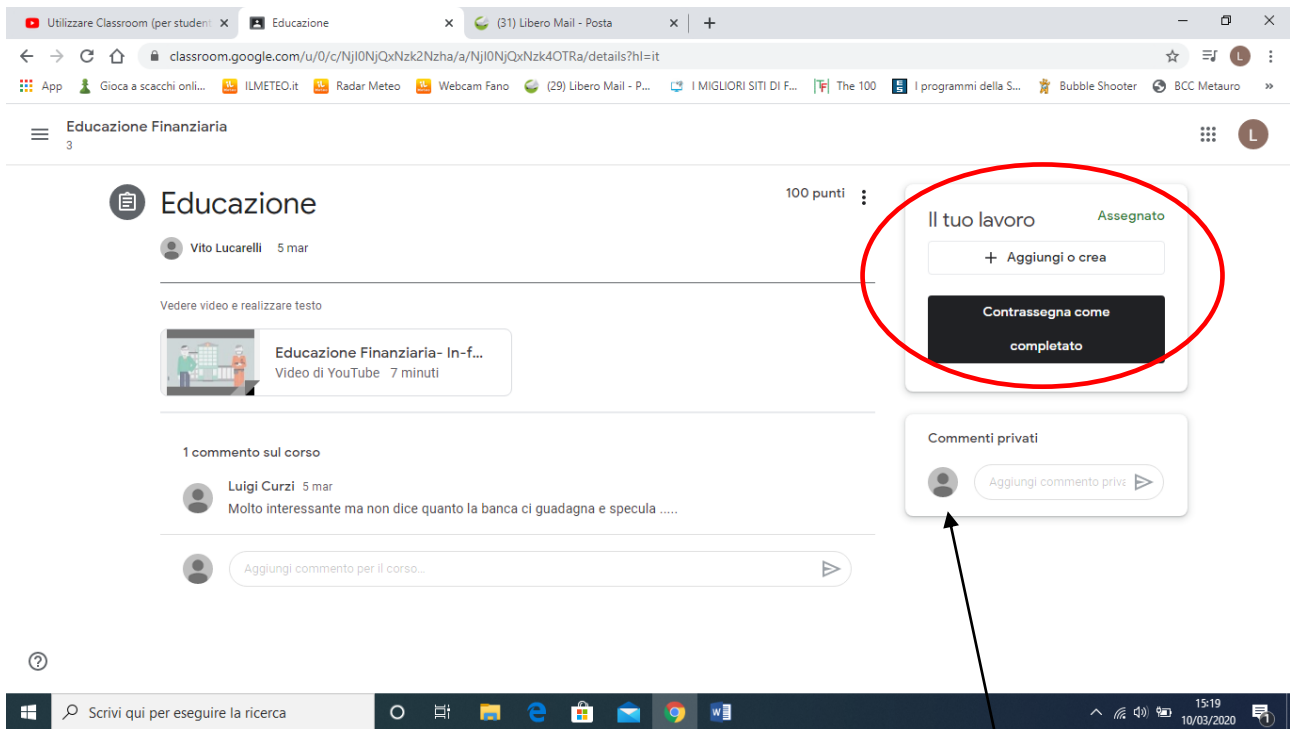 Utilizzare Classroom (per student
Educazione
(31) Libero Mail - Posta
classroom.google.com/u/0/c/NjI0NjQxNzk2Nzha/a/NjI0NjQxNzk4OTRa/details?hl=it
L
App
Gioca a scacchi onli...
ILMETEO.it
Radar Meteo
Webcam Fano
(29) Libero Mail - P...
I MIGLIORI SITI DI F...
The 100
I programmi della S...
Bubble Shooter
BCC Metauro
»
Educazione Finanziaria
3
L
Educazione
100 punti
Vito Lucarelli 5 mar
Vedere video e realizzare testo
Educazione Finanziaria- In-f...
Video di YouTube 7 minuti
1 commento sul corso
Luigi Curzi 5 mar
Molto interessante ma non dice quanto la banca ci guadagna e specula .....
Aggiungi commento per il corso...
Il tuo lavoro
Assegnato
+ Aggiungi o crea
Contrassegna come
completato
Commenti privati
Aggiungi commento priva
Scrivi qui per eseguire la ricerca
15:19
10/03/2020
1